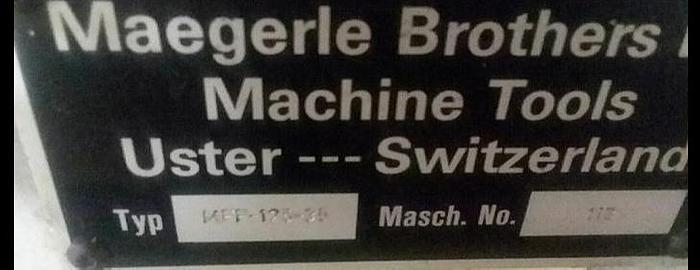 Maegerle Brothers
Machine Tools
Uster --- Switzerland
Typ Masch. No.